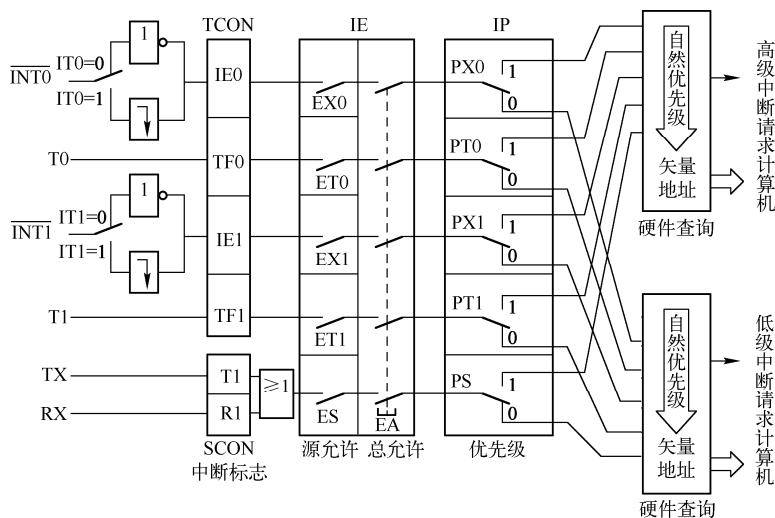 TCON
IE
IP
IT0=0
1
INT0
IT0=1
IE0
EX0
PX0
1
0
T0
TF0
ET0
PT0
1
0
IT1=0
1
INT1
IT1=1
IE1
EX1
PX1
1
0
T1
TF1
ET1
PT1
1
0
TX
T1
≥1
RX
R1
ES
EA
PS
1
0
SCON
中断标志
源允许
总允许
优先级
自然优先级
矢量
地址
硬件查询
高级中断请求计算机
自然优先级
矢量
地址
硬件查询
低级中断请求计算机